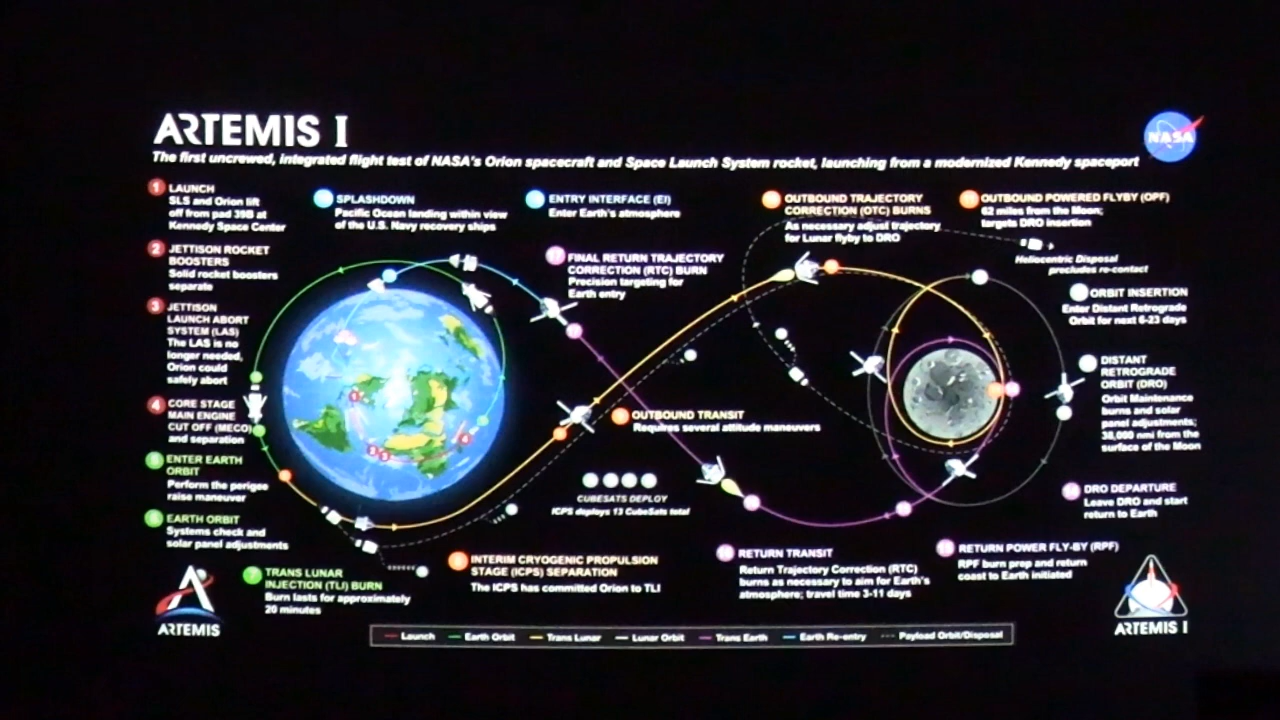 ARTEMIS I
NASA
The first uncrewed, integrated flight test of NASA's Orion spacecraft and Space Launch System rocket, launching from a modernized Kennedy spaceport
1 LAUNCH
SLS and Orion lift
off from pad 39B at
Kennedy Space Center
2 JETTISON ROCKET
BOOSTERS
Solid rocket boosters
separate
3 JETTISON
LAUNCH ABORT
SYSTEM (LAS)
The LAS is no
longer needed,
Orion could
safely abort
4 CORE STAGE
MAIN ENGINE
CUT OFF (MECO)
and separation
5 ENTER EARTH
ORBIT
Perform the perigee
raise maneuver
6 EARTH ORBIT
Systems check and
solar panel adjustments
7 TRANS LUNAR
INJECTION (TLI) BURN
Burn lasts for approximately
20 minutes
8 INTERIM CRYOGENIC PROPULSION
STAGE (ICPS) SEPARATION
The ICPS has committed Orion to TLI
9 OUTBOUND TRANSIT
Requires several attitude maneuvers
CUBESATS DEPLOY
ICPS deploys 13 CubeSats total
OUTBOUND TRAJECTORY
CORRECTION (OTC) BURNS
As necessary adjust trajectory
for Lunar flyby to DRO
OUTBOUND POWERED FLYBY (OPF)
62 miles from the Moon;
targets DRO insertion
Heliocentric Disposal
precludes re-contact
ORBIT INSERTION
Enter Distant Retrograde
Orbit for next 6-23 days
DISTANT
RETROGRADE
ORBIT (DRO)
Orbit Maintenance
burns and solar
panel adjustments;
38,000 nmi from the
surface of the Moon
DRO DEPARTURE
Leave DRO and start
return to Earth
RETURN POWER FLY-BY (RPF)
RPF burn prep and return
coast to Earth initiated
RETURN TRANSIT
Return Trajectory Correction (RTC)
burns as necessary to aim for Earth's
atmosphere; travel time 3-11 days
17 FINAL RETURN TRAJECTORY
CORRECTION (RTC) BURN
Precision targeting for
Earth entry
ENTRY INTERFACE (EI)
Enter Earth's atmosphere
SPLASHDOWN
Pacific Ocean landing within view
of the U.S. Navy recovery ships
1
2 3
4
ARTEMIS
ARTEMIS I
Launch Earth Orbit Trans Lunar Lunar Orbit Trans Earth Earth Re-entry Payload Orbit/Disposal